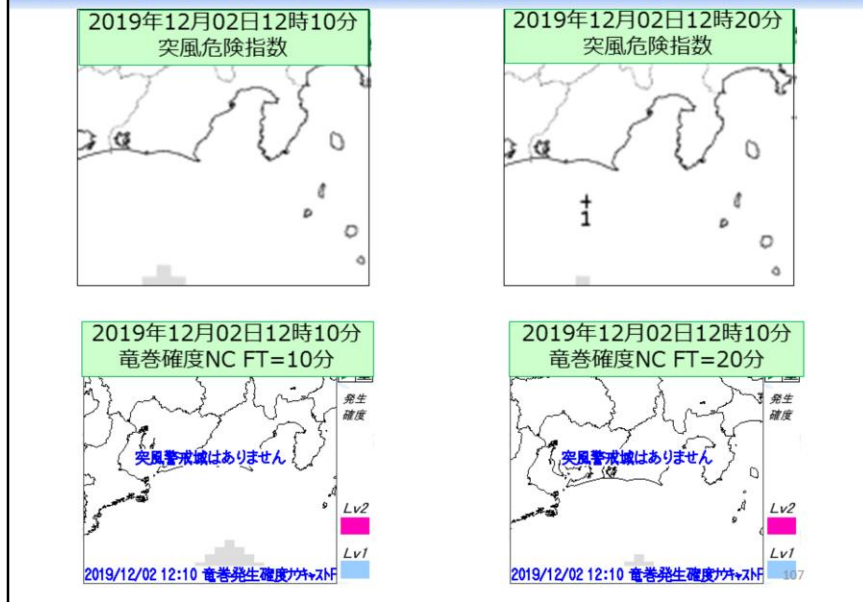 2019年12月02日12時10分
突風危険指数
2019年12月02日12時20分
突風危険指数
+
1
2019年12月02日12時10分
竜巻確度NC FT=10分
発生
確度
突風警戒域はありません
Lv2
Lv1
2019/12/02 12:10 竜巻発生確度ナウキャストF
2019年12月02日12時10分
竜巻確度NC FT=20分
発生
確度
突風警戒域はありません
Lv2
Lv1
2019/12/02 12:10 竜巻発生確度ナウキャストF
107